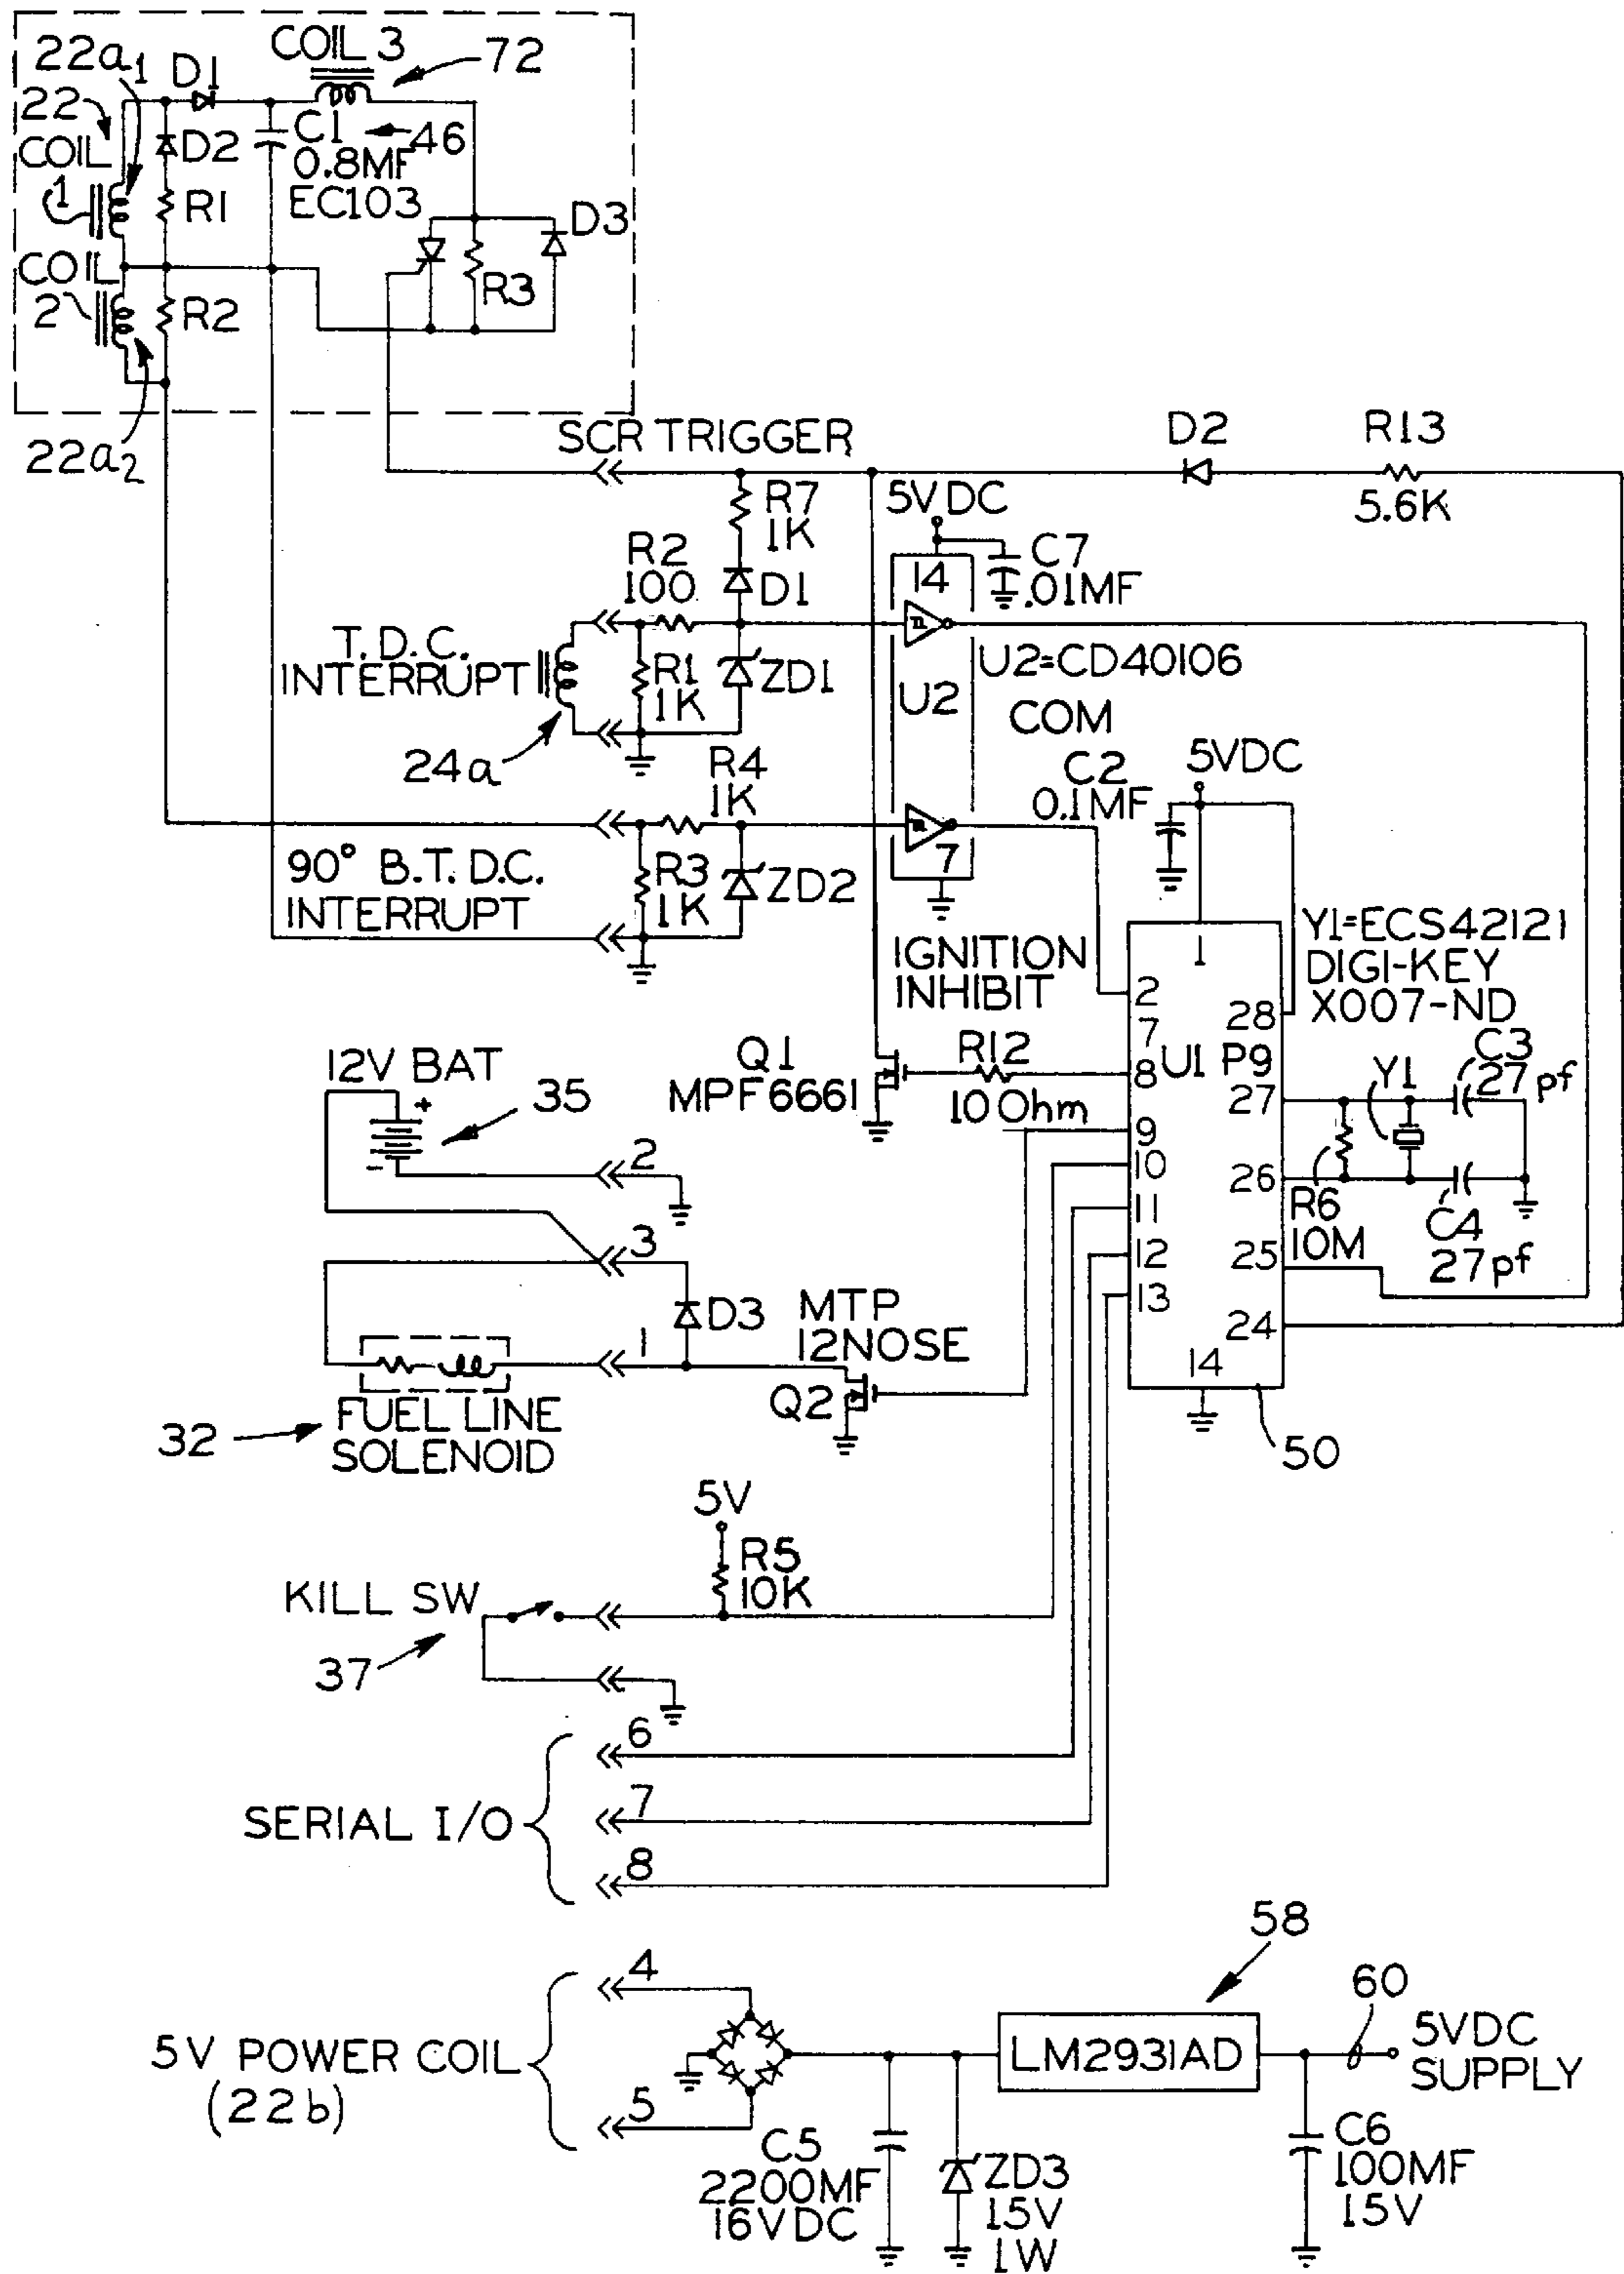 COIL 3
72
22a1
D1
22
COIL
1
D2
C1
46
0.8MF
EC103
R1
D3
COIL
2
R2
R3
22a2
SCR TRIGGER
D2
R13
5.6K
R7
1K
5VDC
R2
100
D1
14
C7
.01MF
T.D.C.
INTERRUPT
R1
1K
ZD1
U2
U2=CD40106
COM
24a
R4
1K
C2
0.1MF
5VDC
90° B.T.D.C.
INTERRUPT
R3
1K
ZD2
7
IGNITION
INHIBIT
1
Y1=ECS42121
DIGI-KEY
X007-ND
2
28
7
12V BAT
35
+
-
Q1
MPF6661
R12
10 Ohm
8
U1 P9
27
Y1
C3
27pf
9
2
10
26
R6
10M
C4
27pf
11
3
12
25
13
D3
MTP
12NOSE
24
1
14
Q2
32
FUEL LINE
SOLENOID
50
5V
R5
10K
KILL SW
37
6
7
SERIAL I/O
8
58
4
60
5V POWER COIL
(22b)
LM2931AD
5VDC
SUPPLY
5
C5
2200MF
16VDC
ZD3
15V
1W
C6
100MF
15V